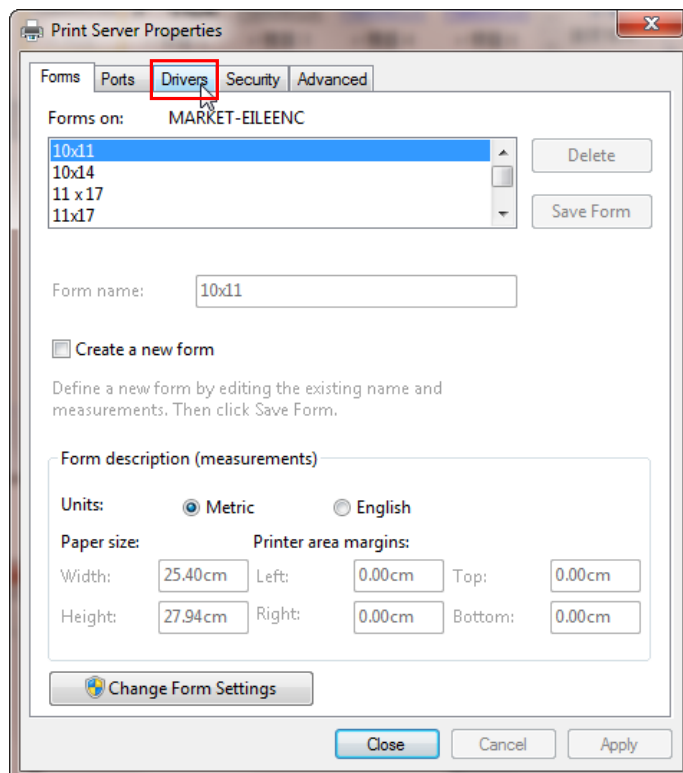 Print Server Properties
Forms Ports Drivers Security Advanced
Forms on: MARKET-EILEENC
10x11
10x14
11 x 17
11x17
Delete
Save Form
Form name: 10x11
Create a new form
Define a new form by editing the existing name and
measurements. Then click Save Form.
Form description (measurements)
Units: Metric English
Paper size: Printer area margins:
Width: 25.40cm Left: 0.00cm Top: 0.00cm
Height: 27.94cm Right: 0.00cm Bottom: 0.00cm
Change Form Settings
Close Cancel Apply